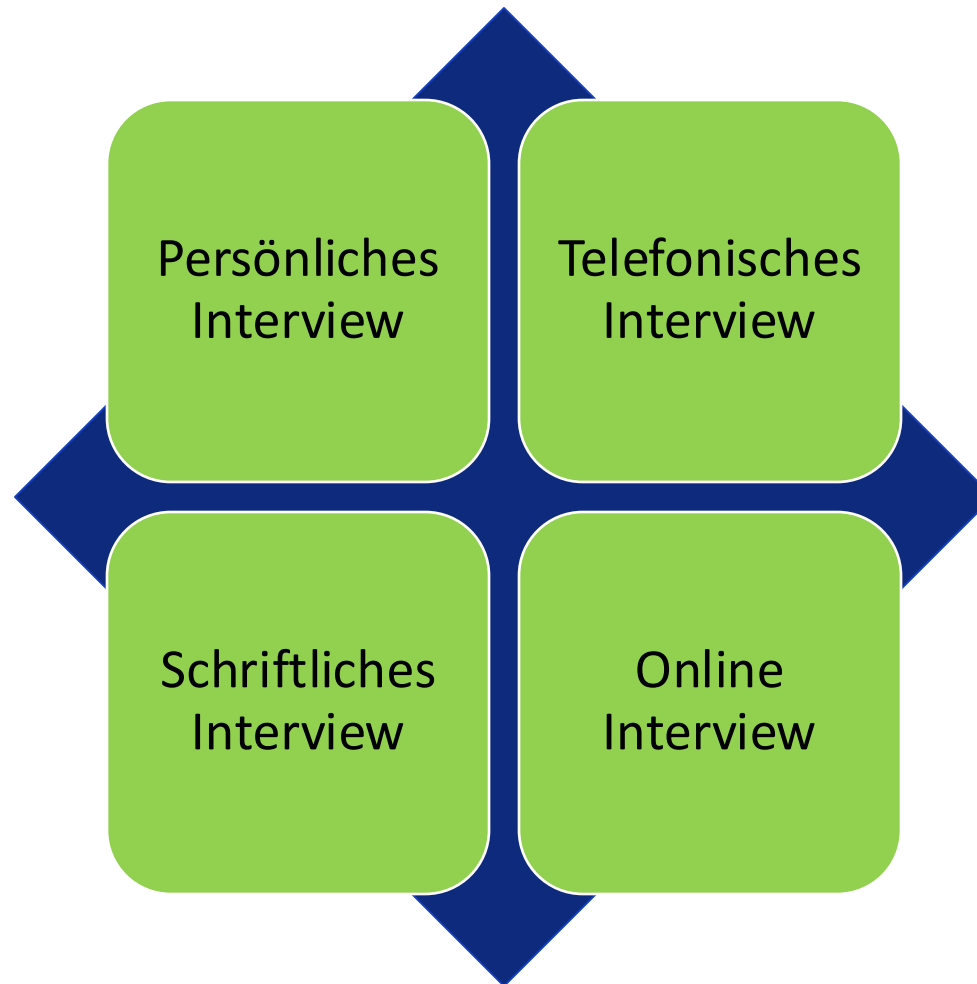 Persönliches
Interview
Telefonisches
Interview
Schriftliches
Interview
Online
Interview